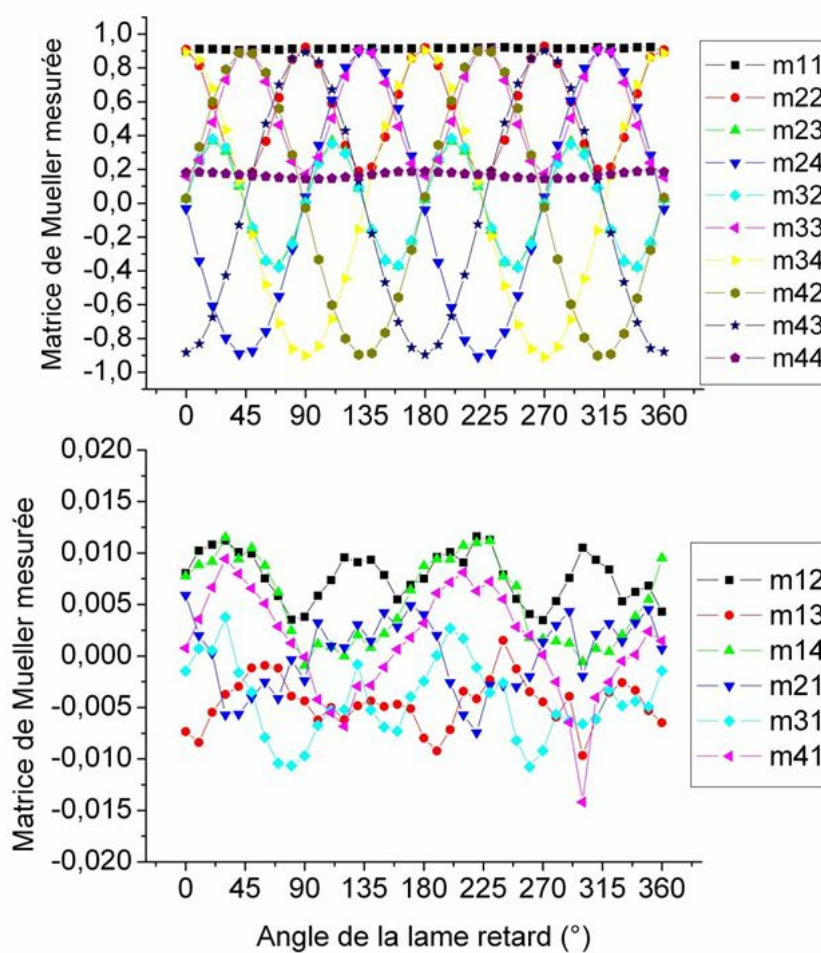 Matrice de Mueller mesurée
1,0
0,8
0,6
0,4
0,2
0,0
-0,2
-0,4
-0,6
-0,8
-1,0
0 45 90 135 180 225 270 315 360
m11
m22
m23
m24
m32
m33
m34
m42
m43
m44
Matrice de Mueller mesurée
0,020
0,015
0,010
0,005
0,000
-0,005
-0,010
-0,015
-0,020
0 45 90 135 180 225 270 315 360
m12
m13
m14
m21
m31
m41
Angle de la lame retard (°)